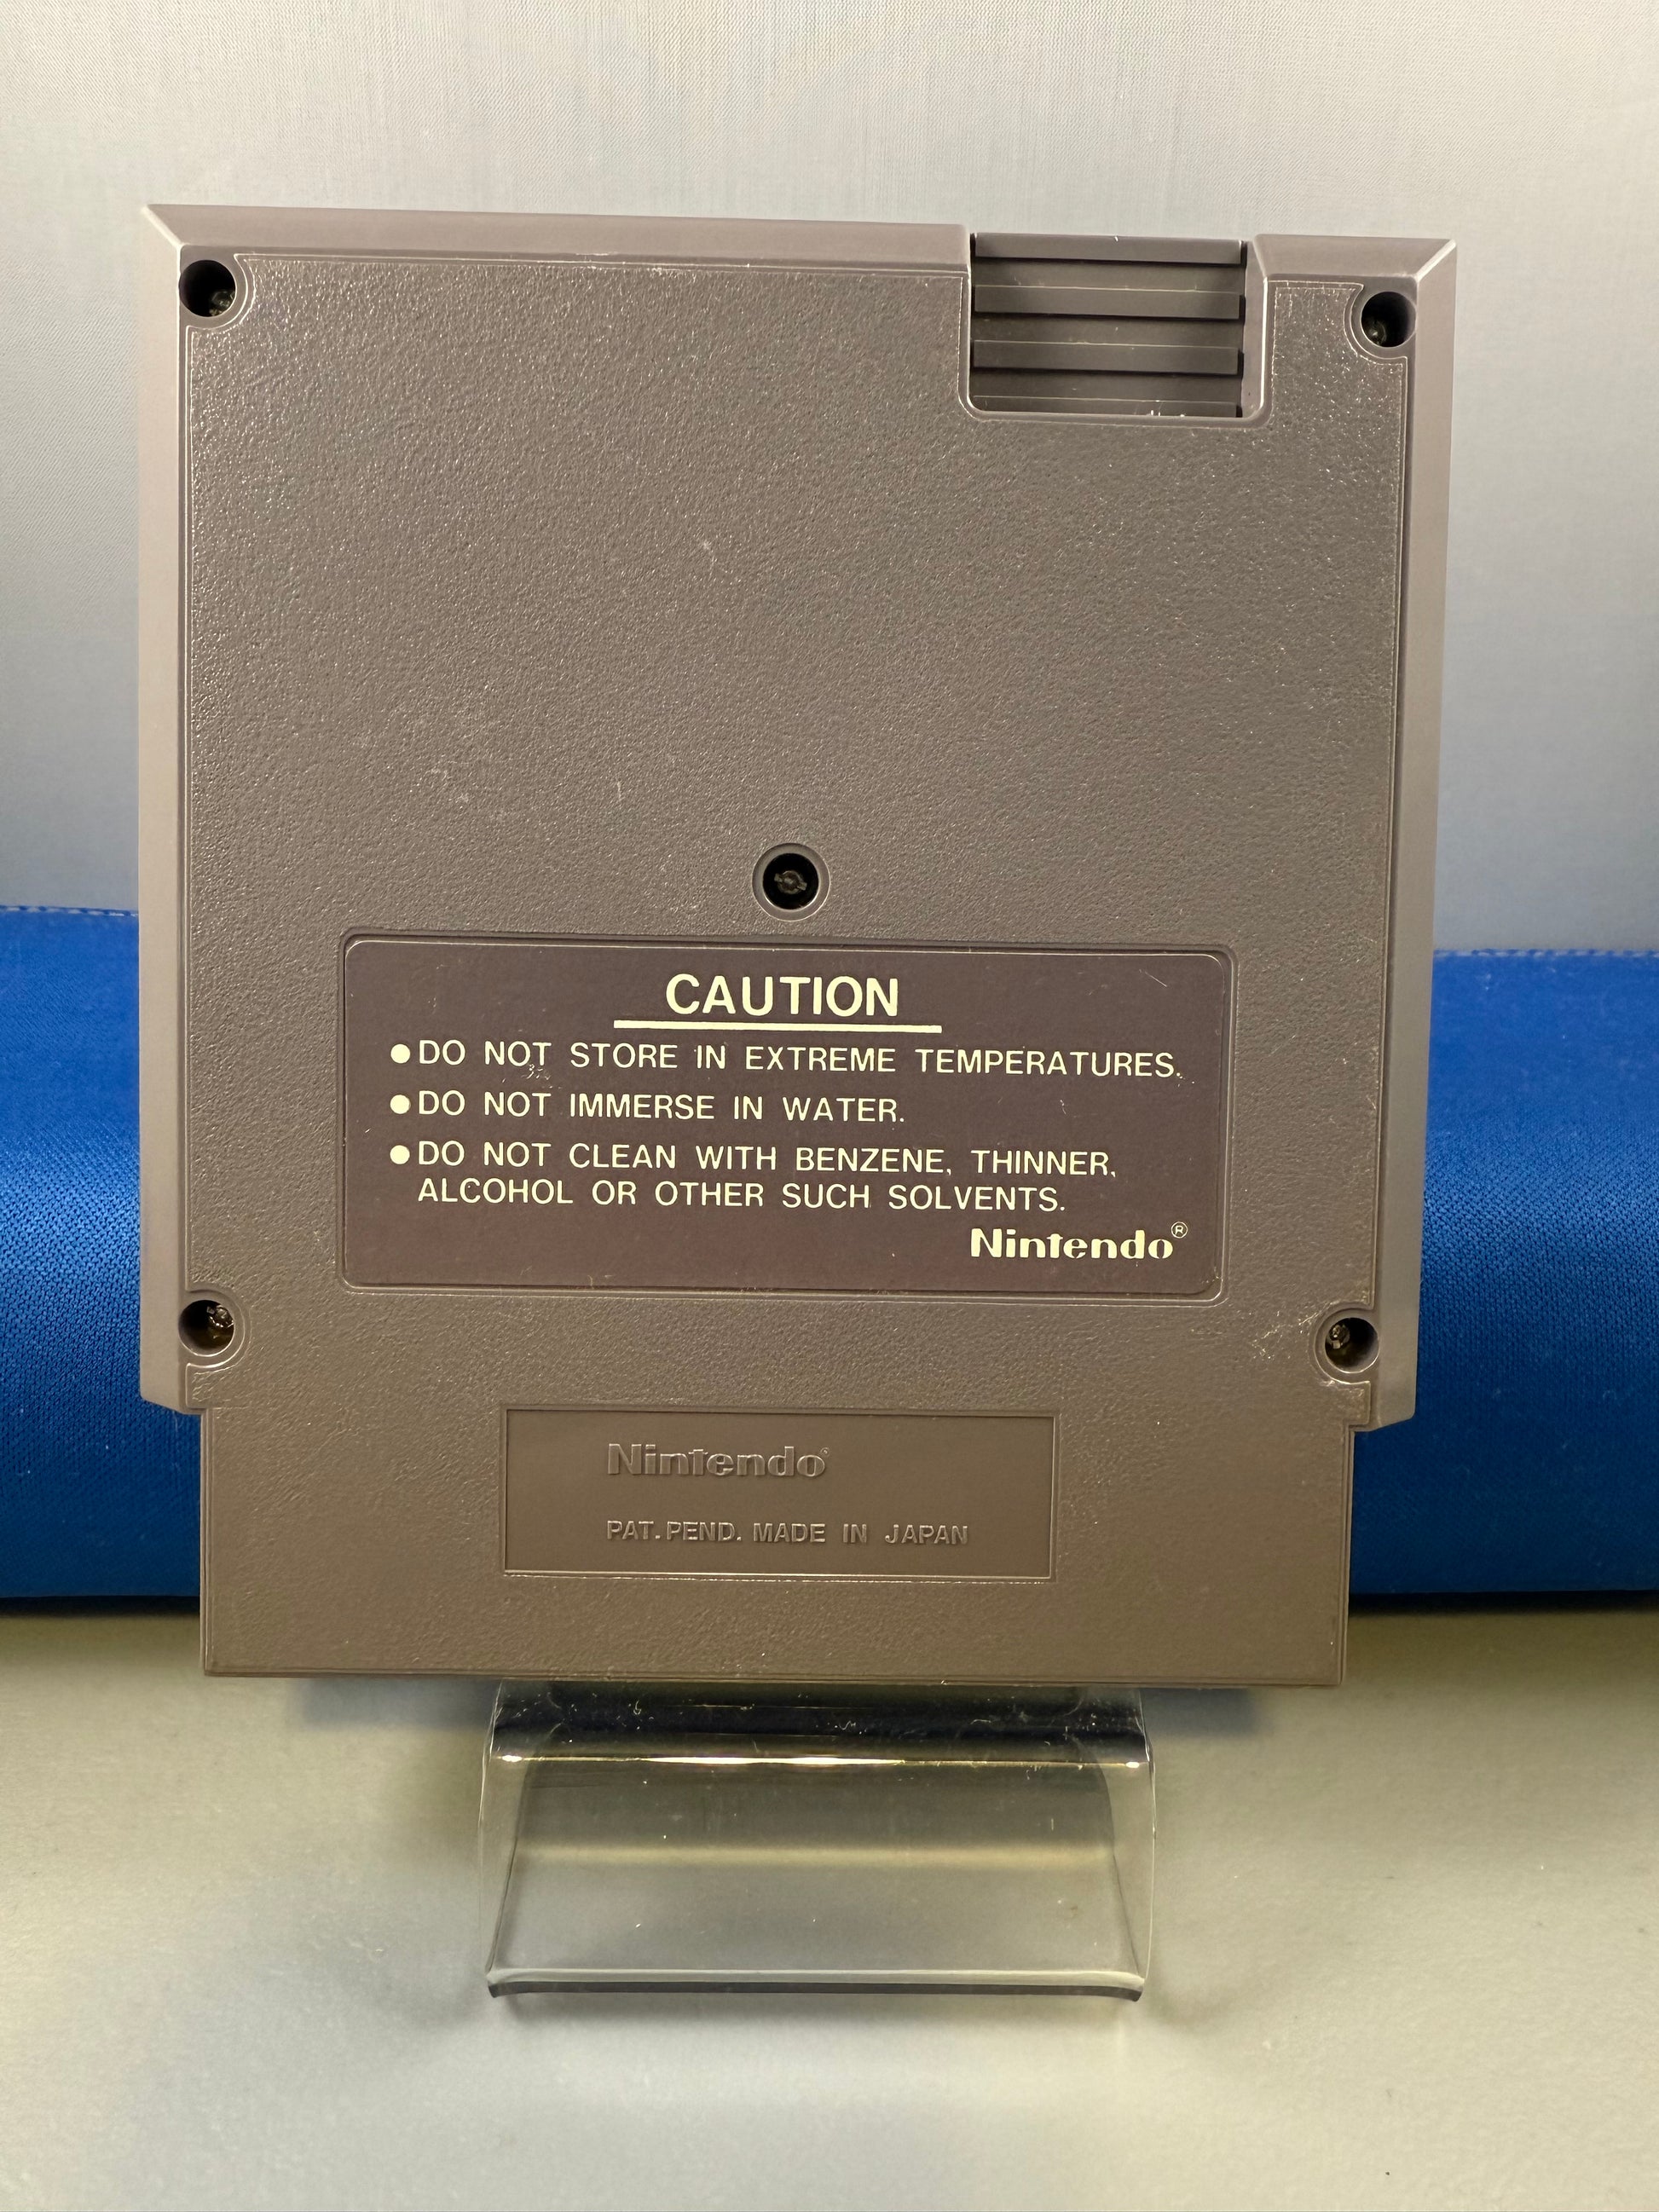 CAUTION
●DO NOT STORE IN EXTREME TEMPERATURES.
●DO NOT IMMERSE IN WATER.
●DO NOT CLEAN WITH BENZENE, THINNER,
ALCOHOL OR OTHER SUCH SOLVENTS.
Nintendo®
Nintendo®
PAT. PEND. MADE IN JAPAN